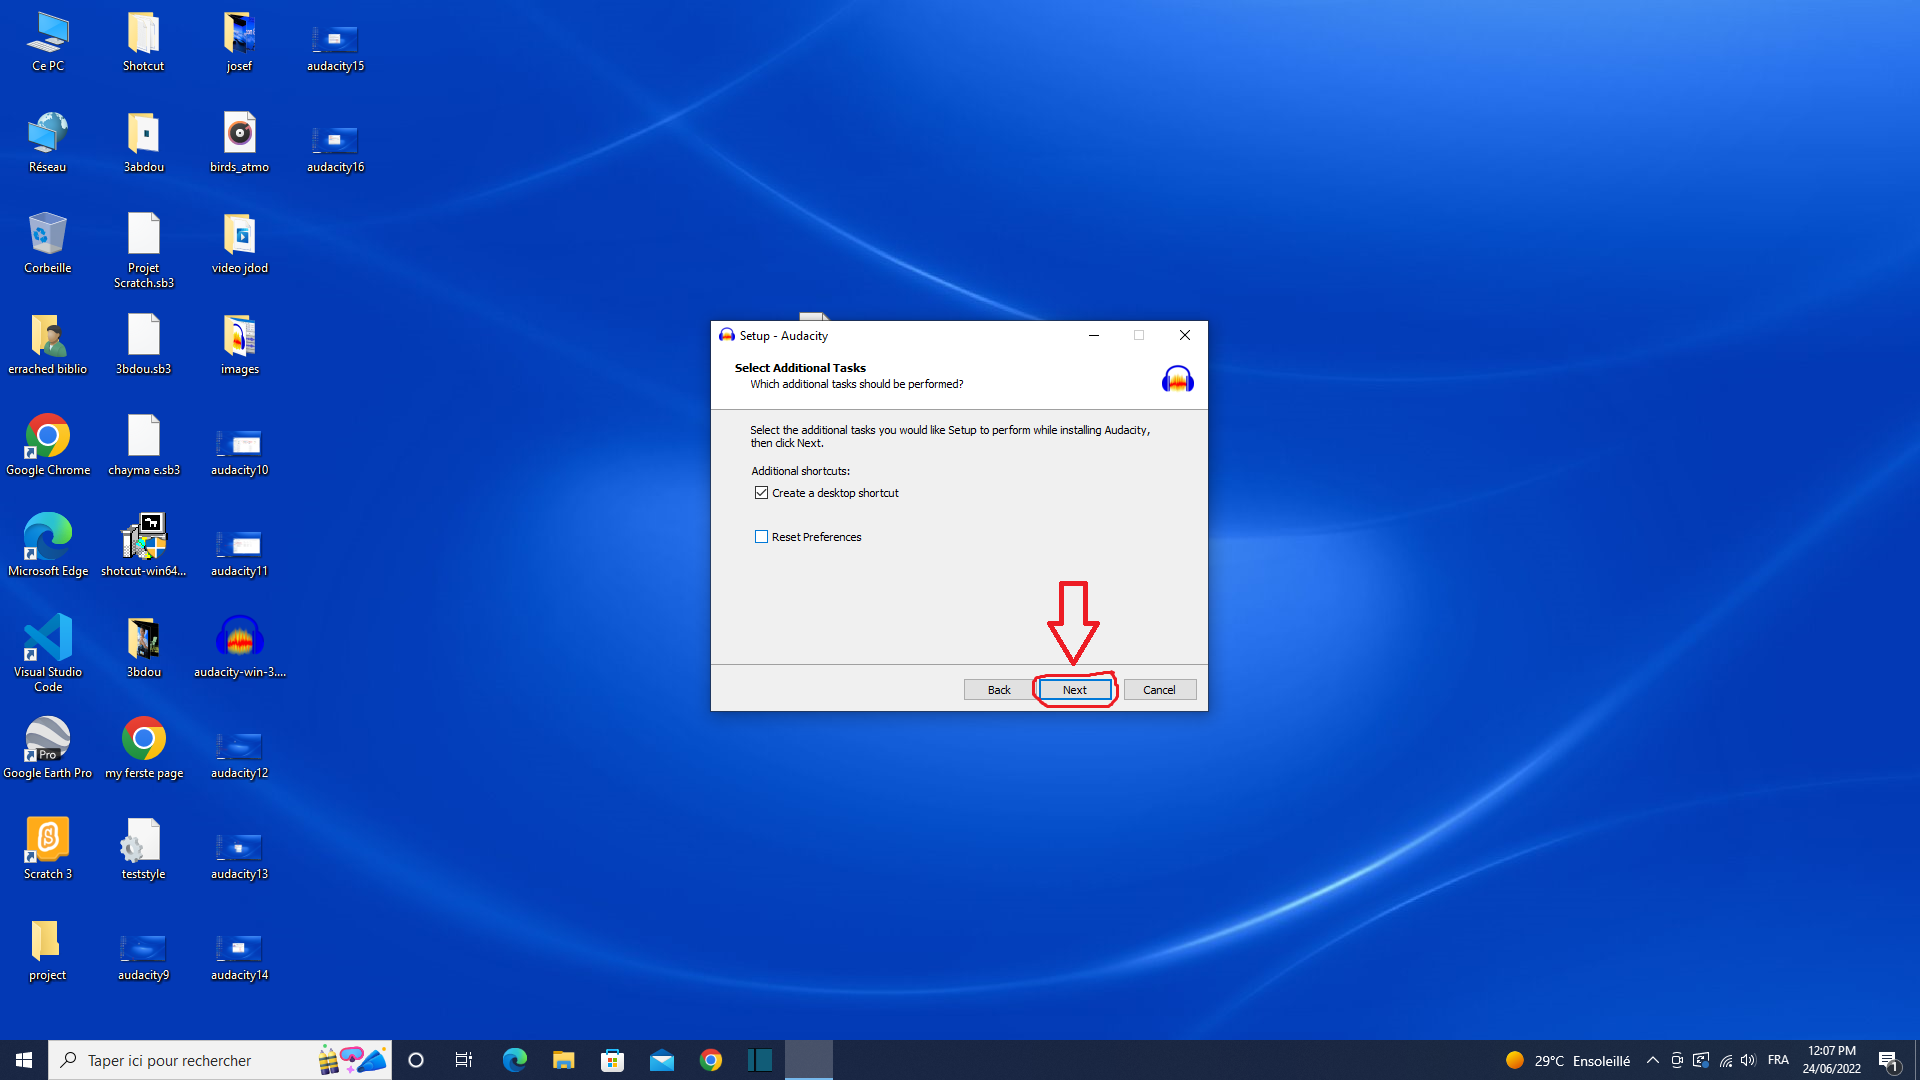 Ce PC
Shotcut
josef
audacity15
Réseau
3abdou
birds_atmo
audacity16
Corbeille
Projet
Scratch.sb3
video jdod
errached biblio
3bdou.sb3
images
Google Chrome
chayma e.sb3
audacity10
Microsoft Edge
shotcut-win64...
audacity11
Visual Studio
Code
3bdou
audacity-win-3....
Pro
Google Earth Pro
my ferste page
audacity12
Scratch 3
teststyle
audacity13
project
audacity9
audacity14
Setup - Audacity
Select Additional Tasks
Which additional tasks should be performed?
Select the additional tasks you would like Setup to perform while installing Audacity,
then click Next.
Additional shortcuts:
Create a desktop shortcut
Reset Preferences
Back
Next
Cancel
Taper ici pour rechercher
29°C Ensoleillé
FRA
12:07 PM
24/06/2022
1